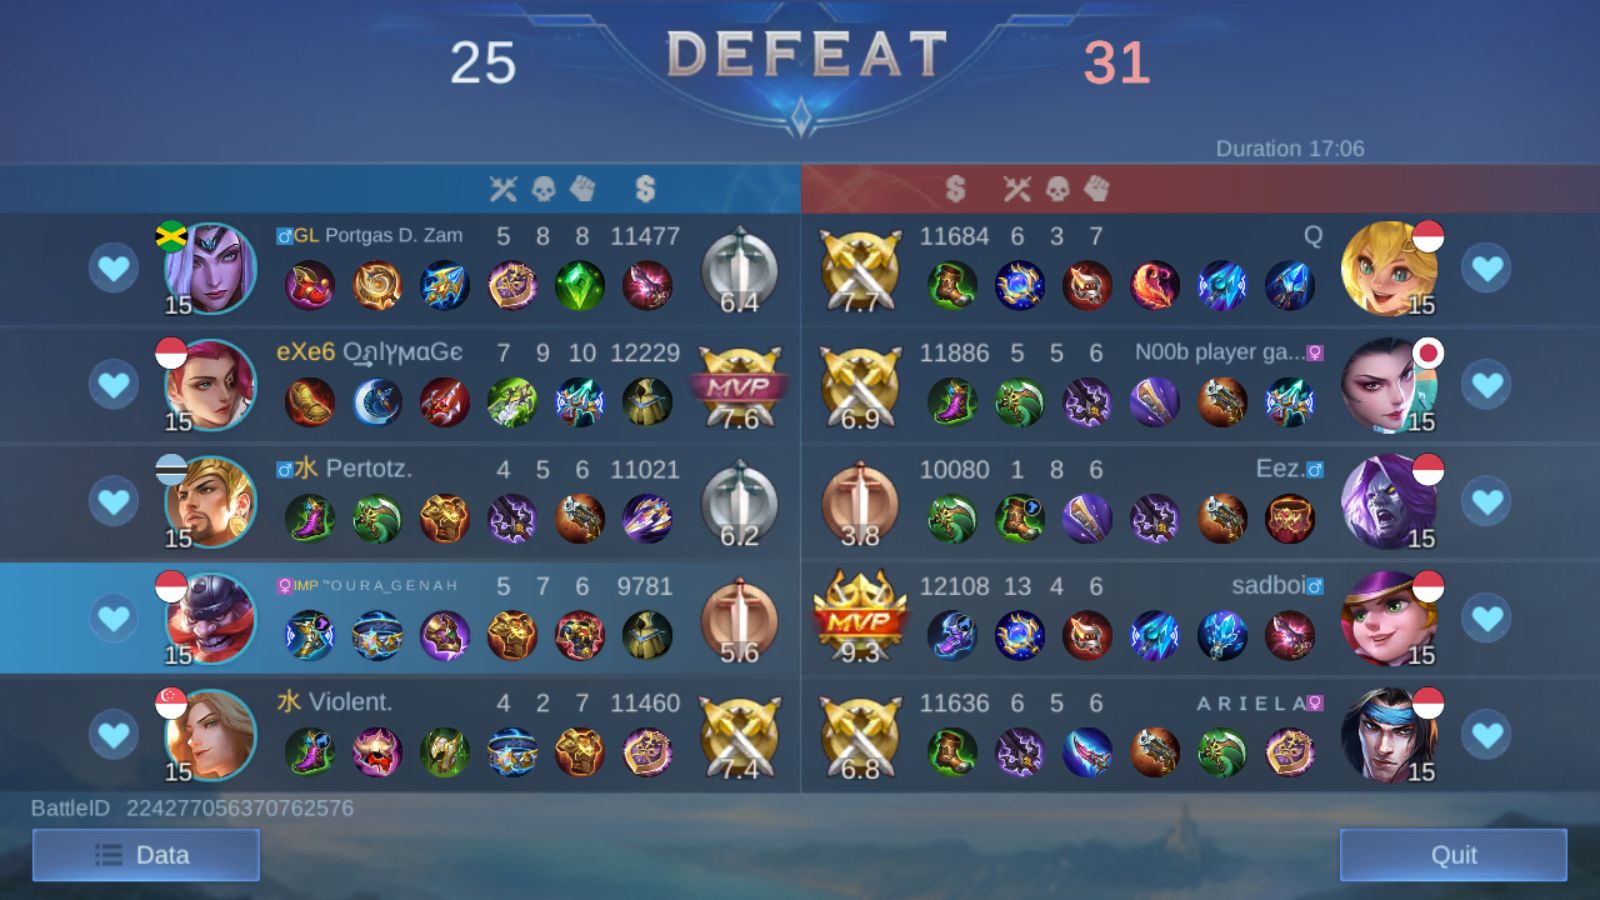 25 DEFEAT 31
Duration 17:06
GL Portgas D. Zam 5 8 8 11477
15 6.4
11684 6 3 7 Q
7.7 15
eXe6 5 7 9 10 12229
15 MVP 7.6
11886 5 5 6 N00b player ga...
6.9 15
水 Pertotz. 4 5 6 11021
15 6.2
10080 1 8 6 Eez.
3.8 15
IMP ™OURA_GENAH 5 7 6 9781
15 5.6
12108 13 4 6 sadboi
MVP 9.3 15
水 Violent. 4 2 7 11460
15 7.4
11636 6 5 6 ARIELA
6.8 15
BattleID 224277056370762576
Data
Quit